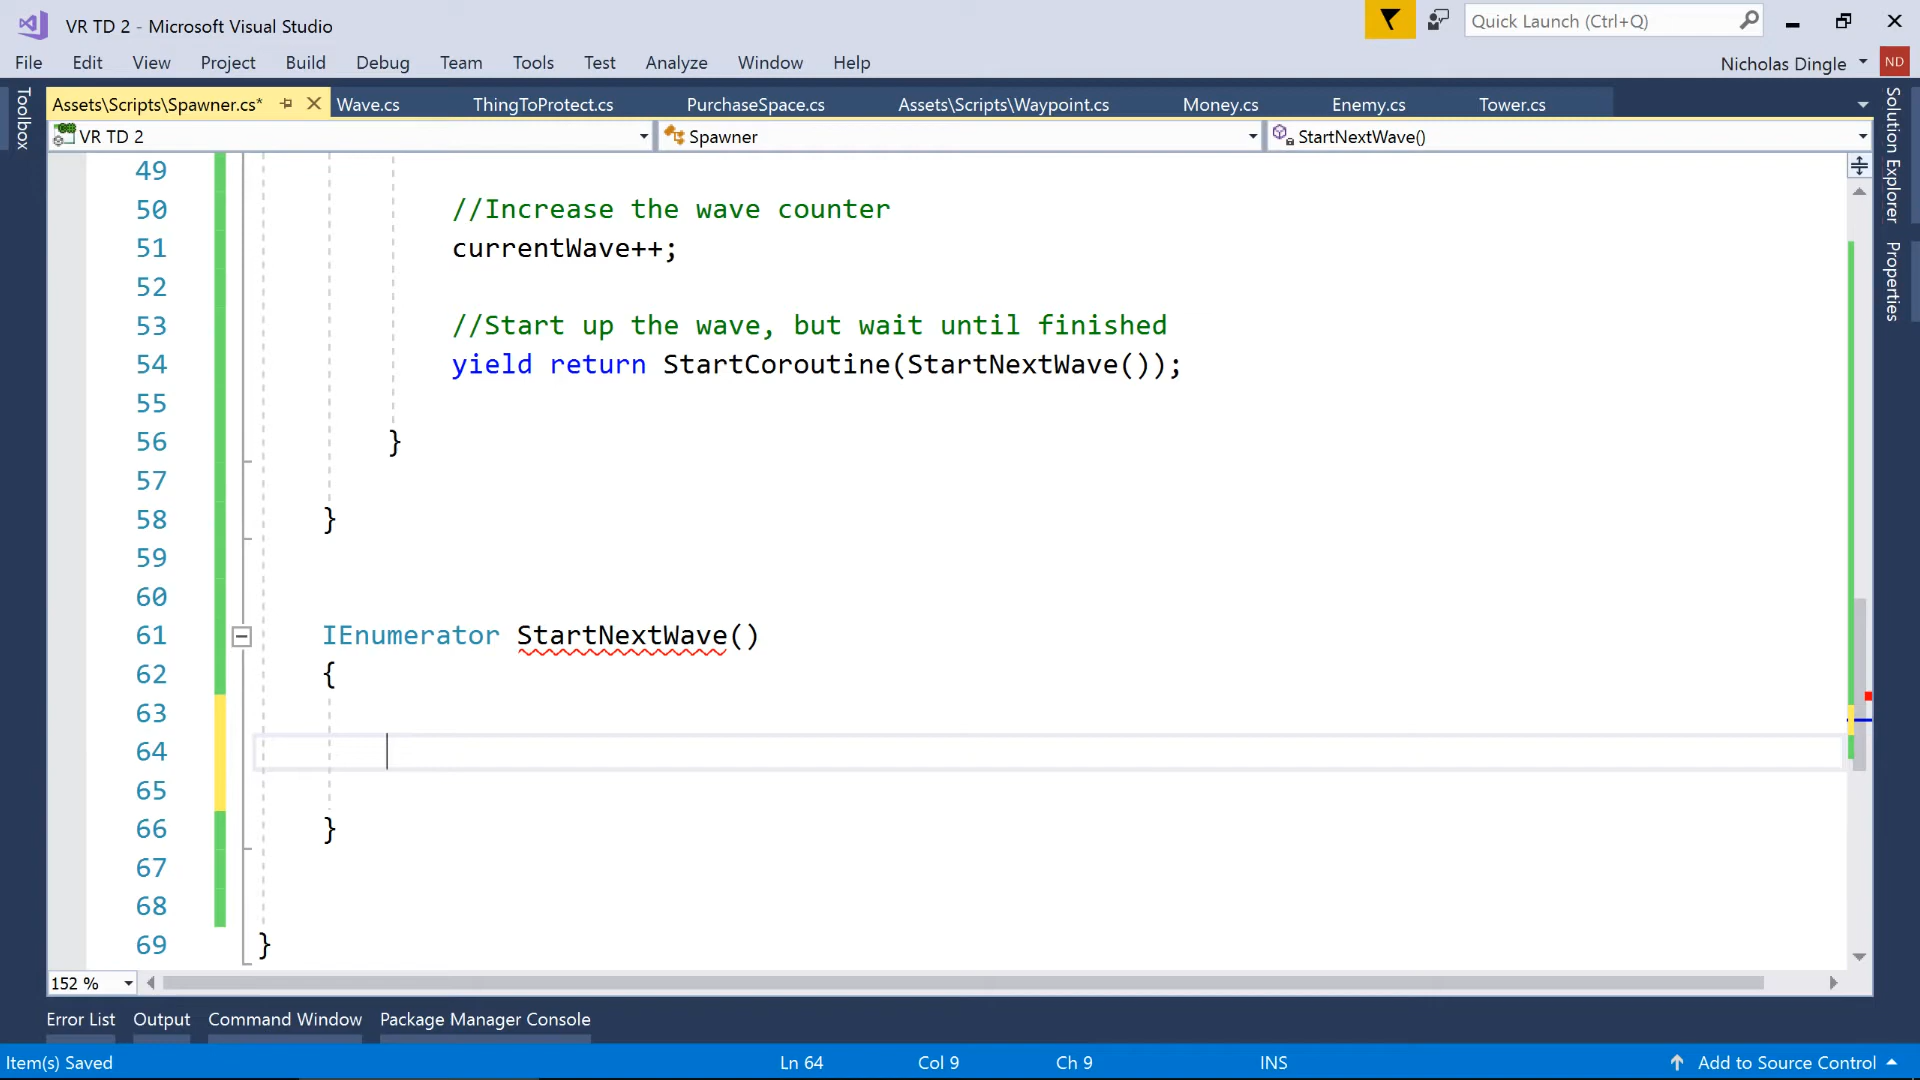 VR TD 2 - Microsoft Visual Studio
Quick Launch (Ctrl+Q)
File Edit View Project Build Debug Team Tools Test Analyze Window Help
Nicholas Dingle ND
Toolbox
Assets\Scripts\Spawner.cs* Wave.cs ThingToProtect.cs PurchaseSpace.cs Assets\Scripts\Waypoint.cs Money.cs Enemy.cs Tower.cs
VR TD 2 Spawner StartNextWave()
Solution Explorer
Properties
49
50 //Increase the wave counter
51 currentWave++;
52
53 //Start up the wave, but wait until finished
54 yield return StartCoroutine(StartNextWave());
55
56 }
57
58 }
59
60
61 IEnumerator StartNextWave()
62 {
63
64
65
66 }
67
68
69 }
152 %
Error List Output Command Window Package Manager Console
Item(s) Saved Ln 64 Col 9 Ch 9 INS Add to Source Control